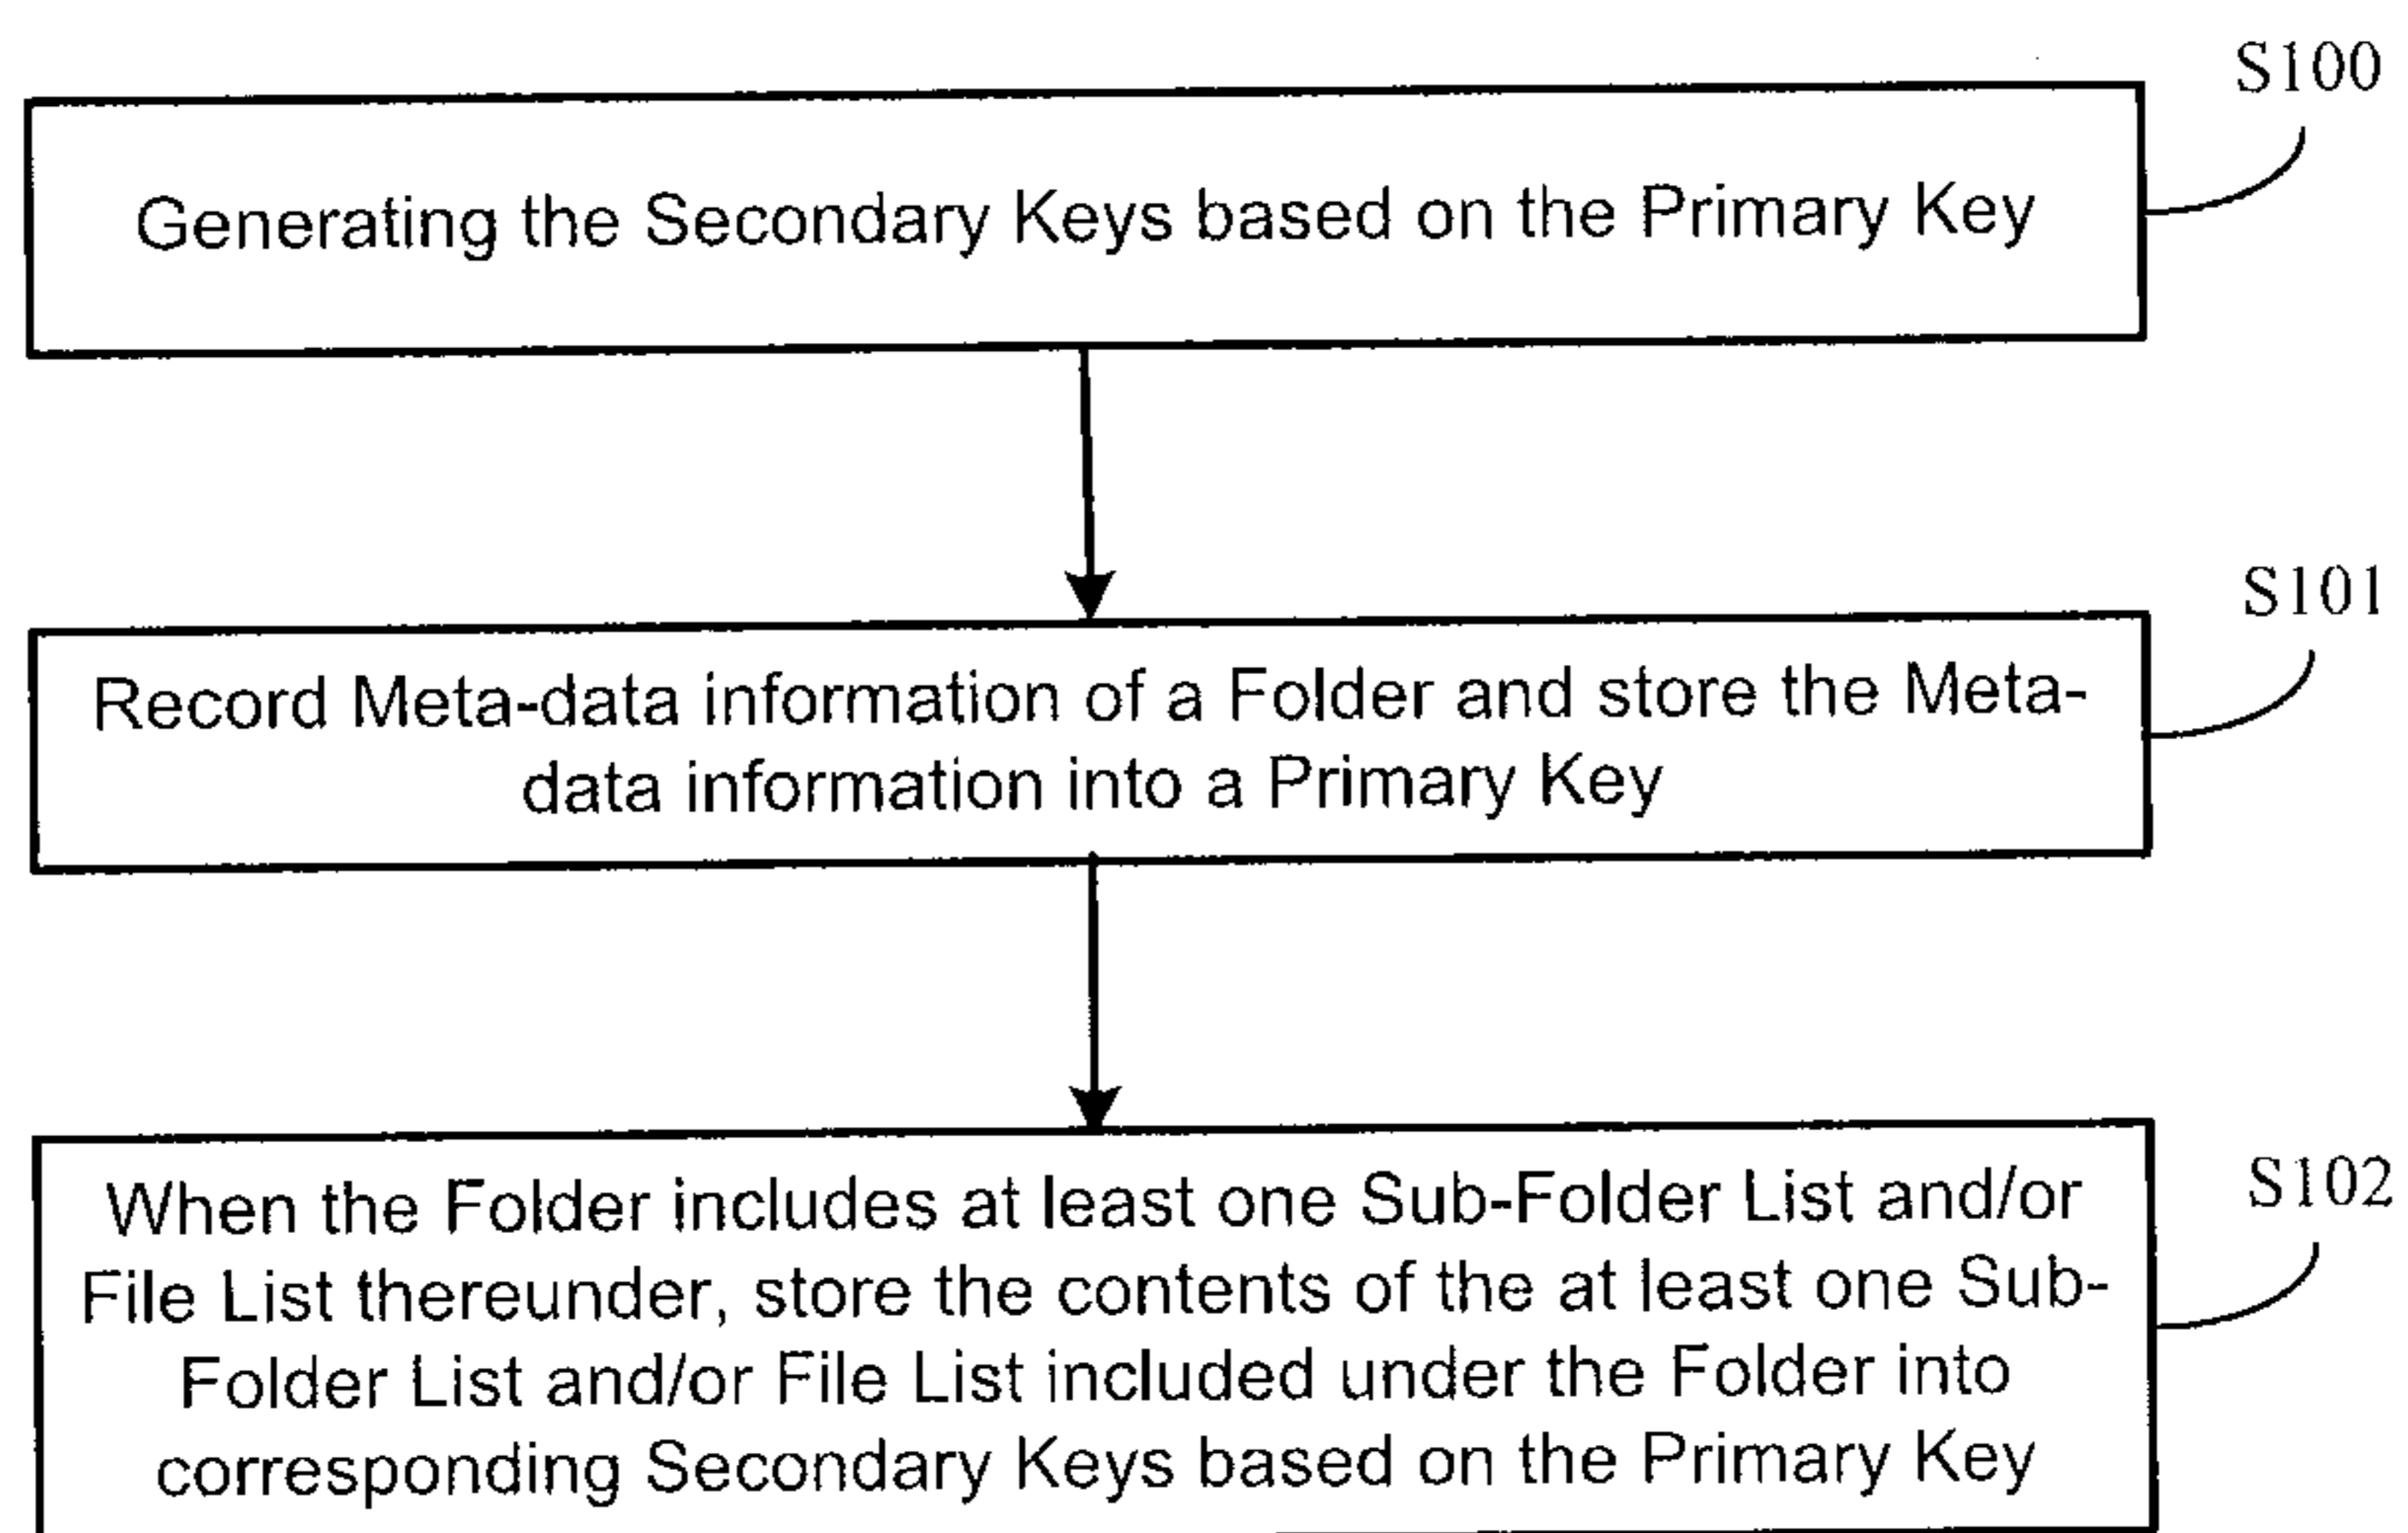 S100
Generating the Secondary Keys based on the Primary Key
S101
Record Meta-data information of a Folder and store the Meta-
data information into a Primary Key
S102
When the Folder includes at least one Sub-Folder List and/or
File List thereunder, store the contents of the at least one Sub-
Folder List and/or File List included under the Folder into
corresponding Secondary Keys based on the Primary Key